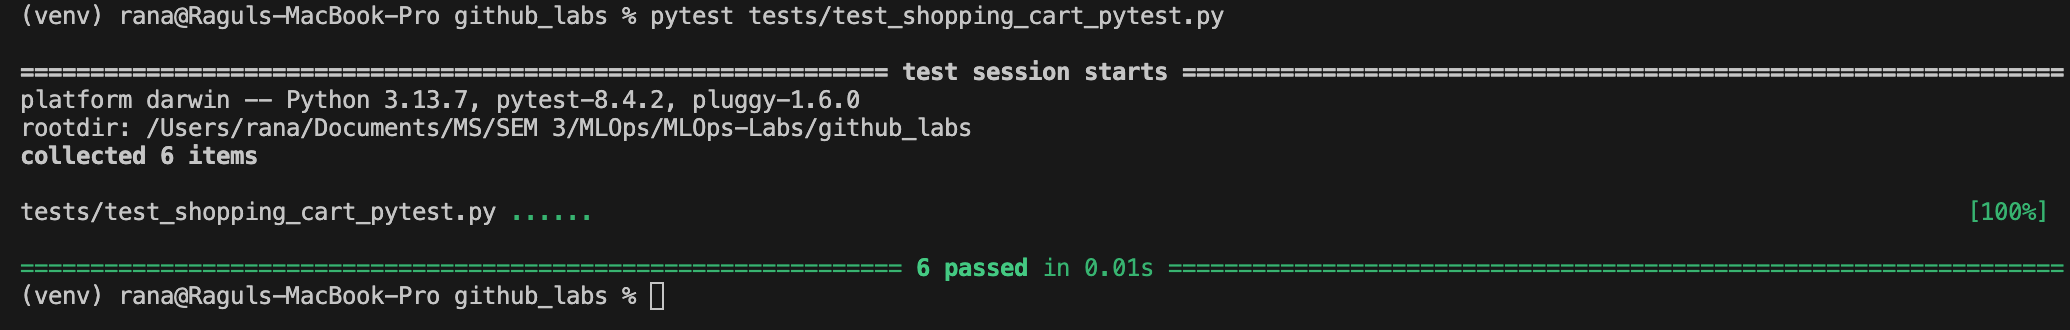 (venv) rana@Raguls-MacBook-Pro github_labs % pytest tests/test_shopping_cart_pytest.py
============================================================== test session starts ===============================================================
platform darwin -- Python 3.13.7, pytest-8.4.2, pluggy-1.6.0
rootdir: /Users/rana/Documents/MS/SEM 3/MLOps/MLOps-Labs/github_labs
collected 6 items
tests/test_shopping_cart_pytest.py ...... [100%]
=============================================================== 6 passed in 0.01s ================================================================
(venv) rana@Raguls-MacBook-Pro github_labs %